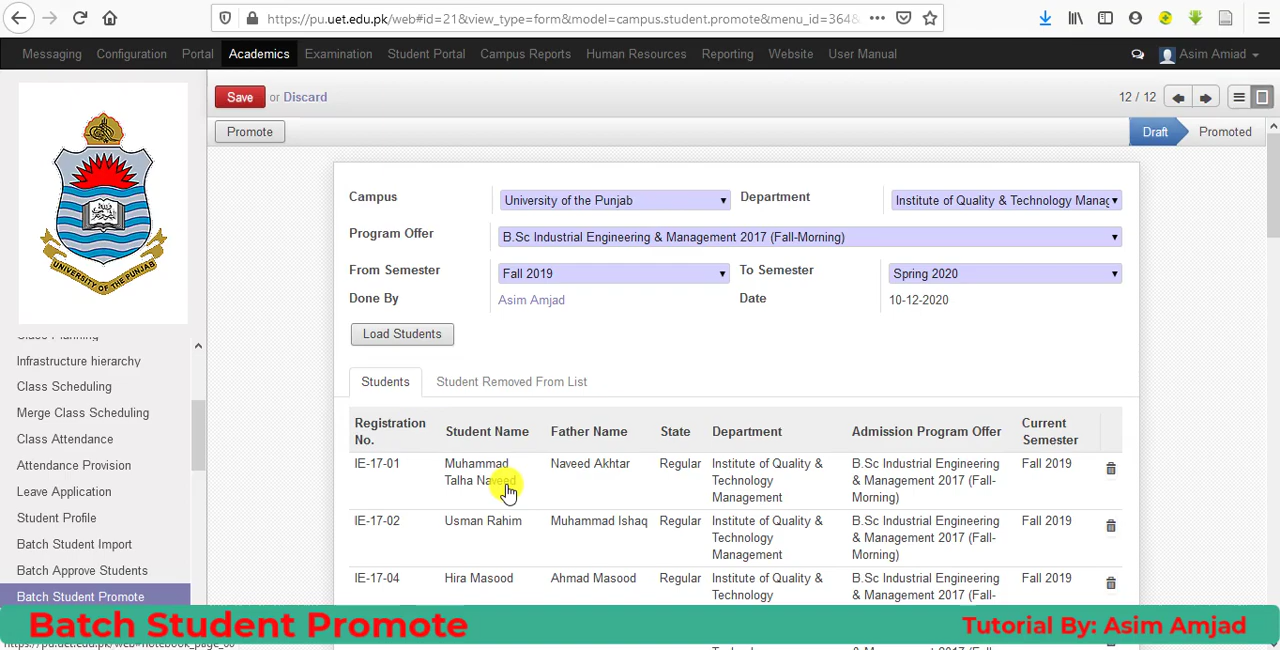 https://pu.uet.edu.pk/web#id=21&view_type=form&model=campus.student.promote&menu_id=364&
Messaging Configuration Portal Academics Examination Student Portal Campus Reports Human Resources Reporting Website User Manual Asim Amjad
Save or Discard 12 / 12
Promote Draft Promoted
UNIVERSITY OF THE PUNJAB
Infrastructure hierarchy
Class Scheduling
Merge Class Scheduling
Class Attendance
Attendance Provision
Leave Application
Student Profile
Batch Student Import
Batch Approve Students
Batch Student Promote
Campus University of the Punjab Department Institute of Quality & Technology Manag
Program Offer B.Sc Industrial Engineering & Management 2017 (Fall-Morning)
From Semester Fall 2019 To Semester Spring 2020
Done By Asim Amjad Date 10-12-2020
Load Students
Students Student Removed From List
Registration No. Student Name Father Name State Department Admission Program Offer Current Semester
IE-17-01 Muhammad Talha Naveed Naveed Akhtar Regular Institute of Quality & Technology Management B.Sc Industrial Engineering & Management 2017 (Fall-Morning) Fall 2019
IE-17-02 Usman Rahim Muhammad Ishaq Regular Institute of Quality & Technology Management B.Sc Industrial Engineering & Management 2017 (Fall-Morning) Fall 2019
IE-17-04 Hira Masood Ahmad Masood Regular Institute of Quality & Technology B.Sc Industrial Engineering & Management 2017 (Fall- Fall 2019
Batch Student Promote
Tutorial By: Asim Amjad